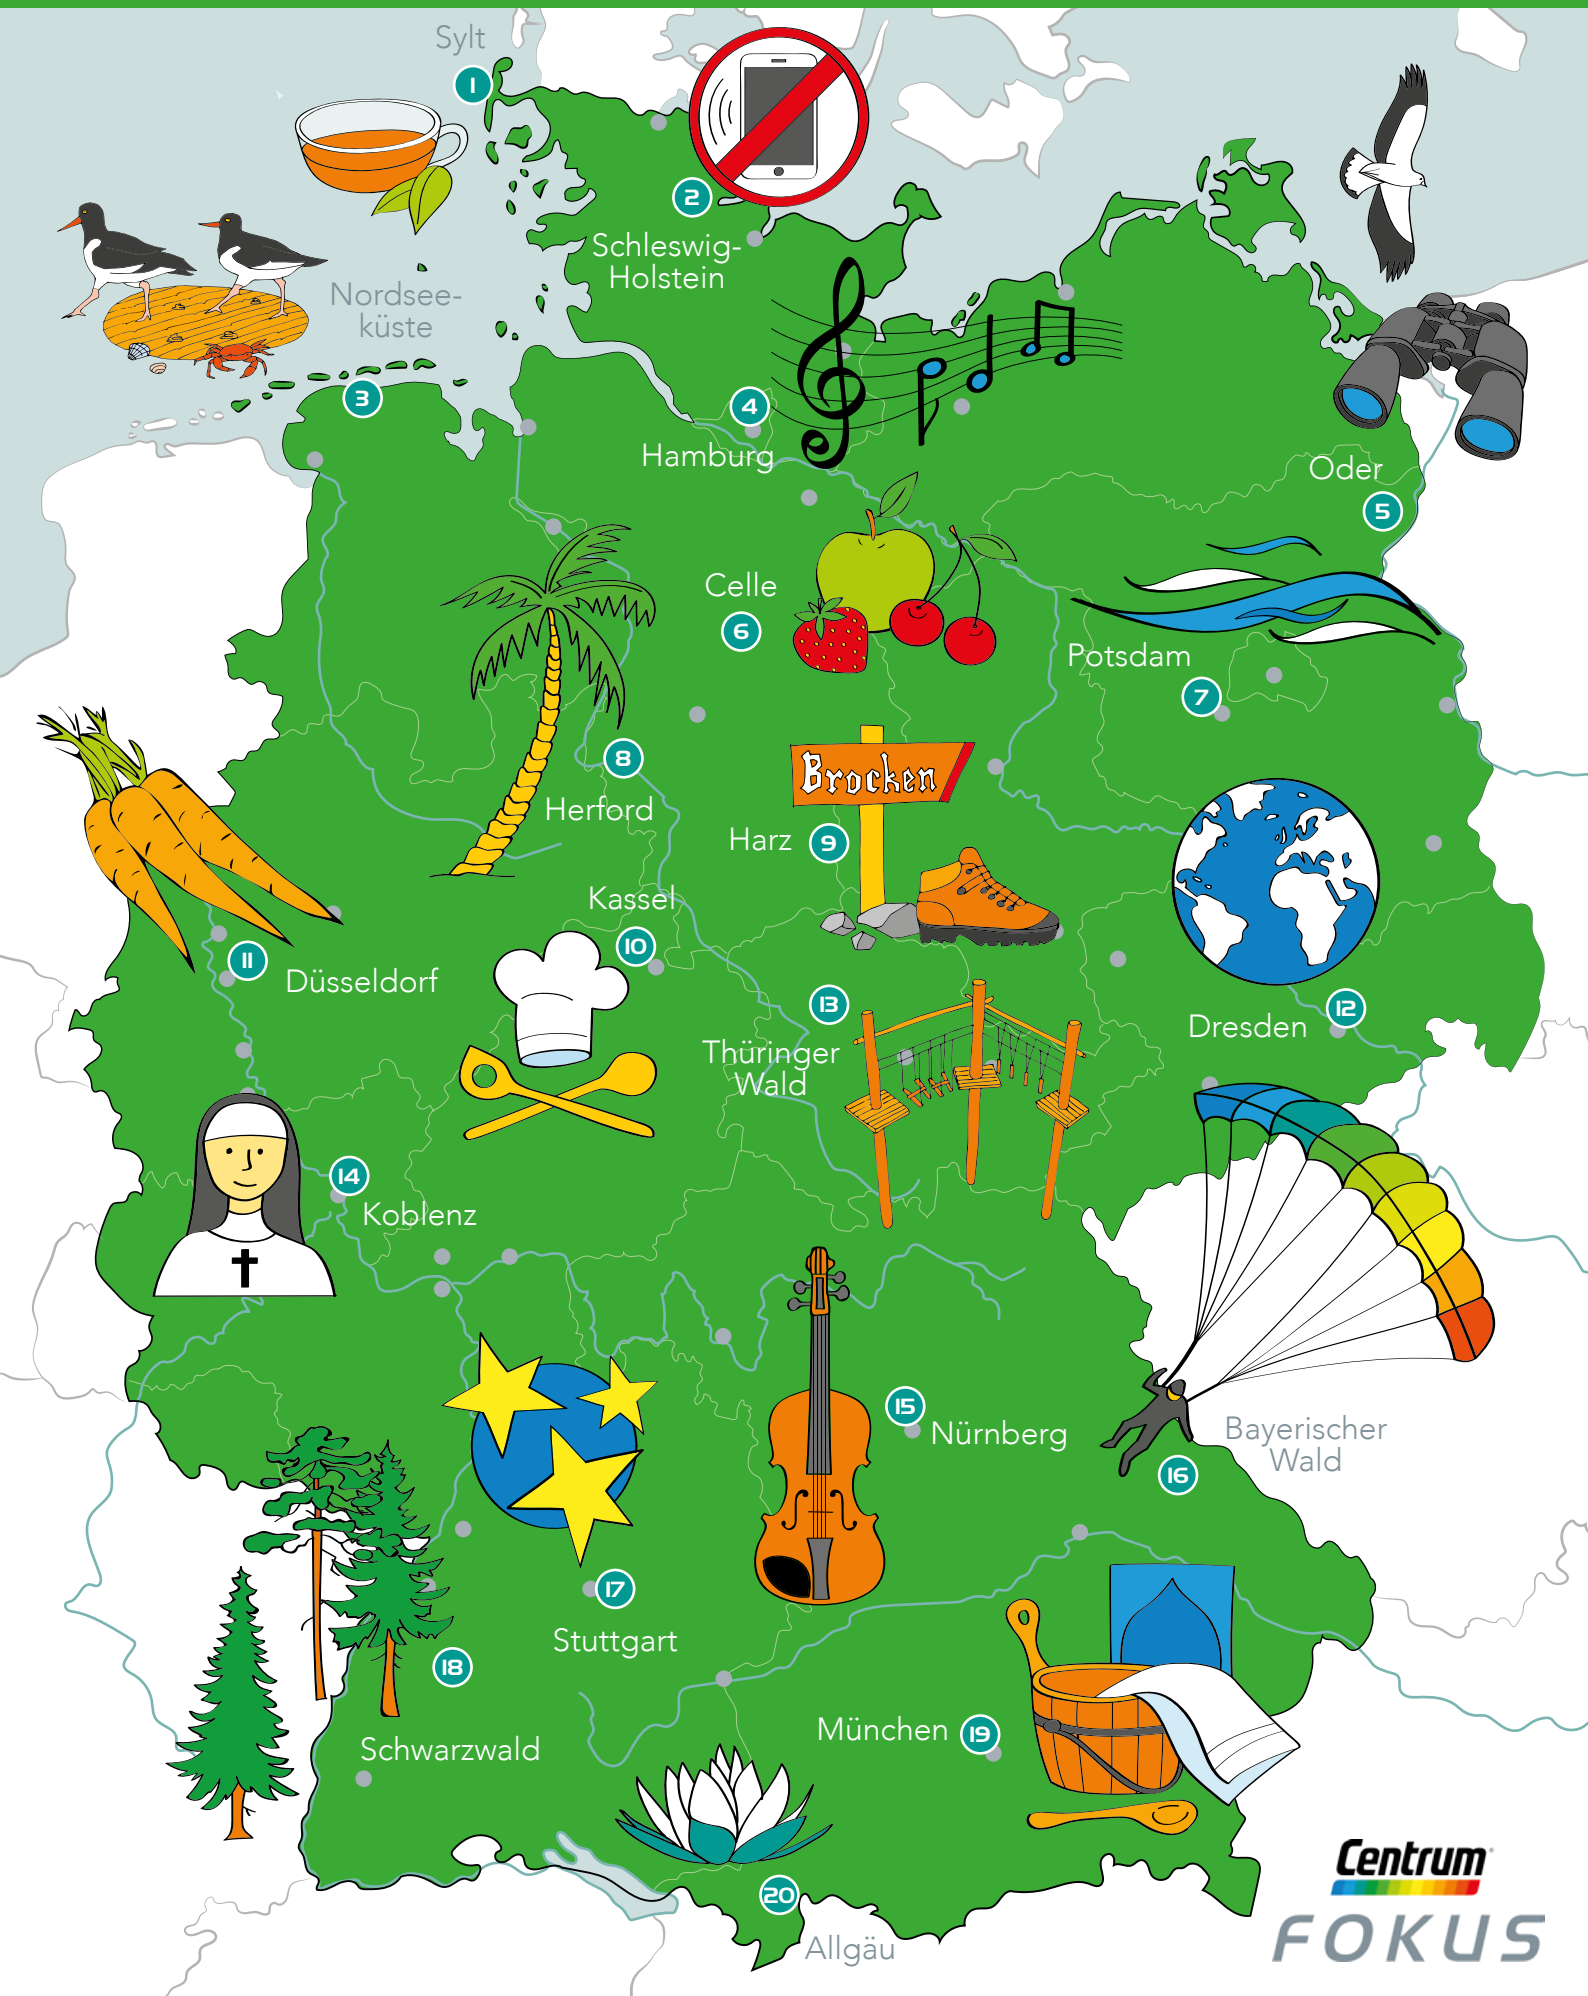 Sylt
1
2
Schleswig-
Holstein
Nordsee-
küste
3
4
Hamburg
Oder
5
Celle
6
Potsdam
7
8
Herford
Brocken
Harz
9
Kassel
10
11
Düsseldorf
12
Dresden
13
Thüringer
Wald
14
Koblenz
15
Nürnberg
Bayerischer
Wald
16
17
Stuttgart
18
Schwarzwald
München
19
20
Allgäu
Centrum
FOKUS